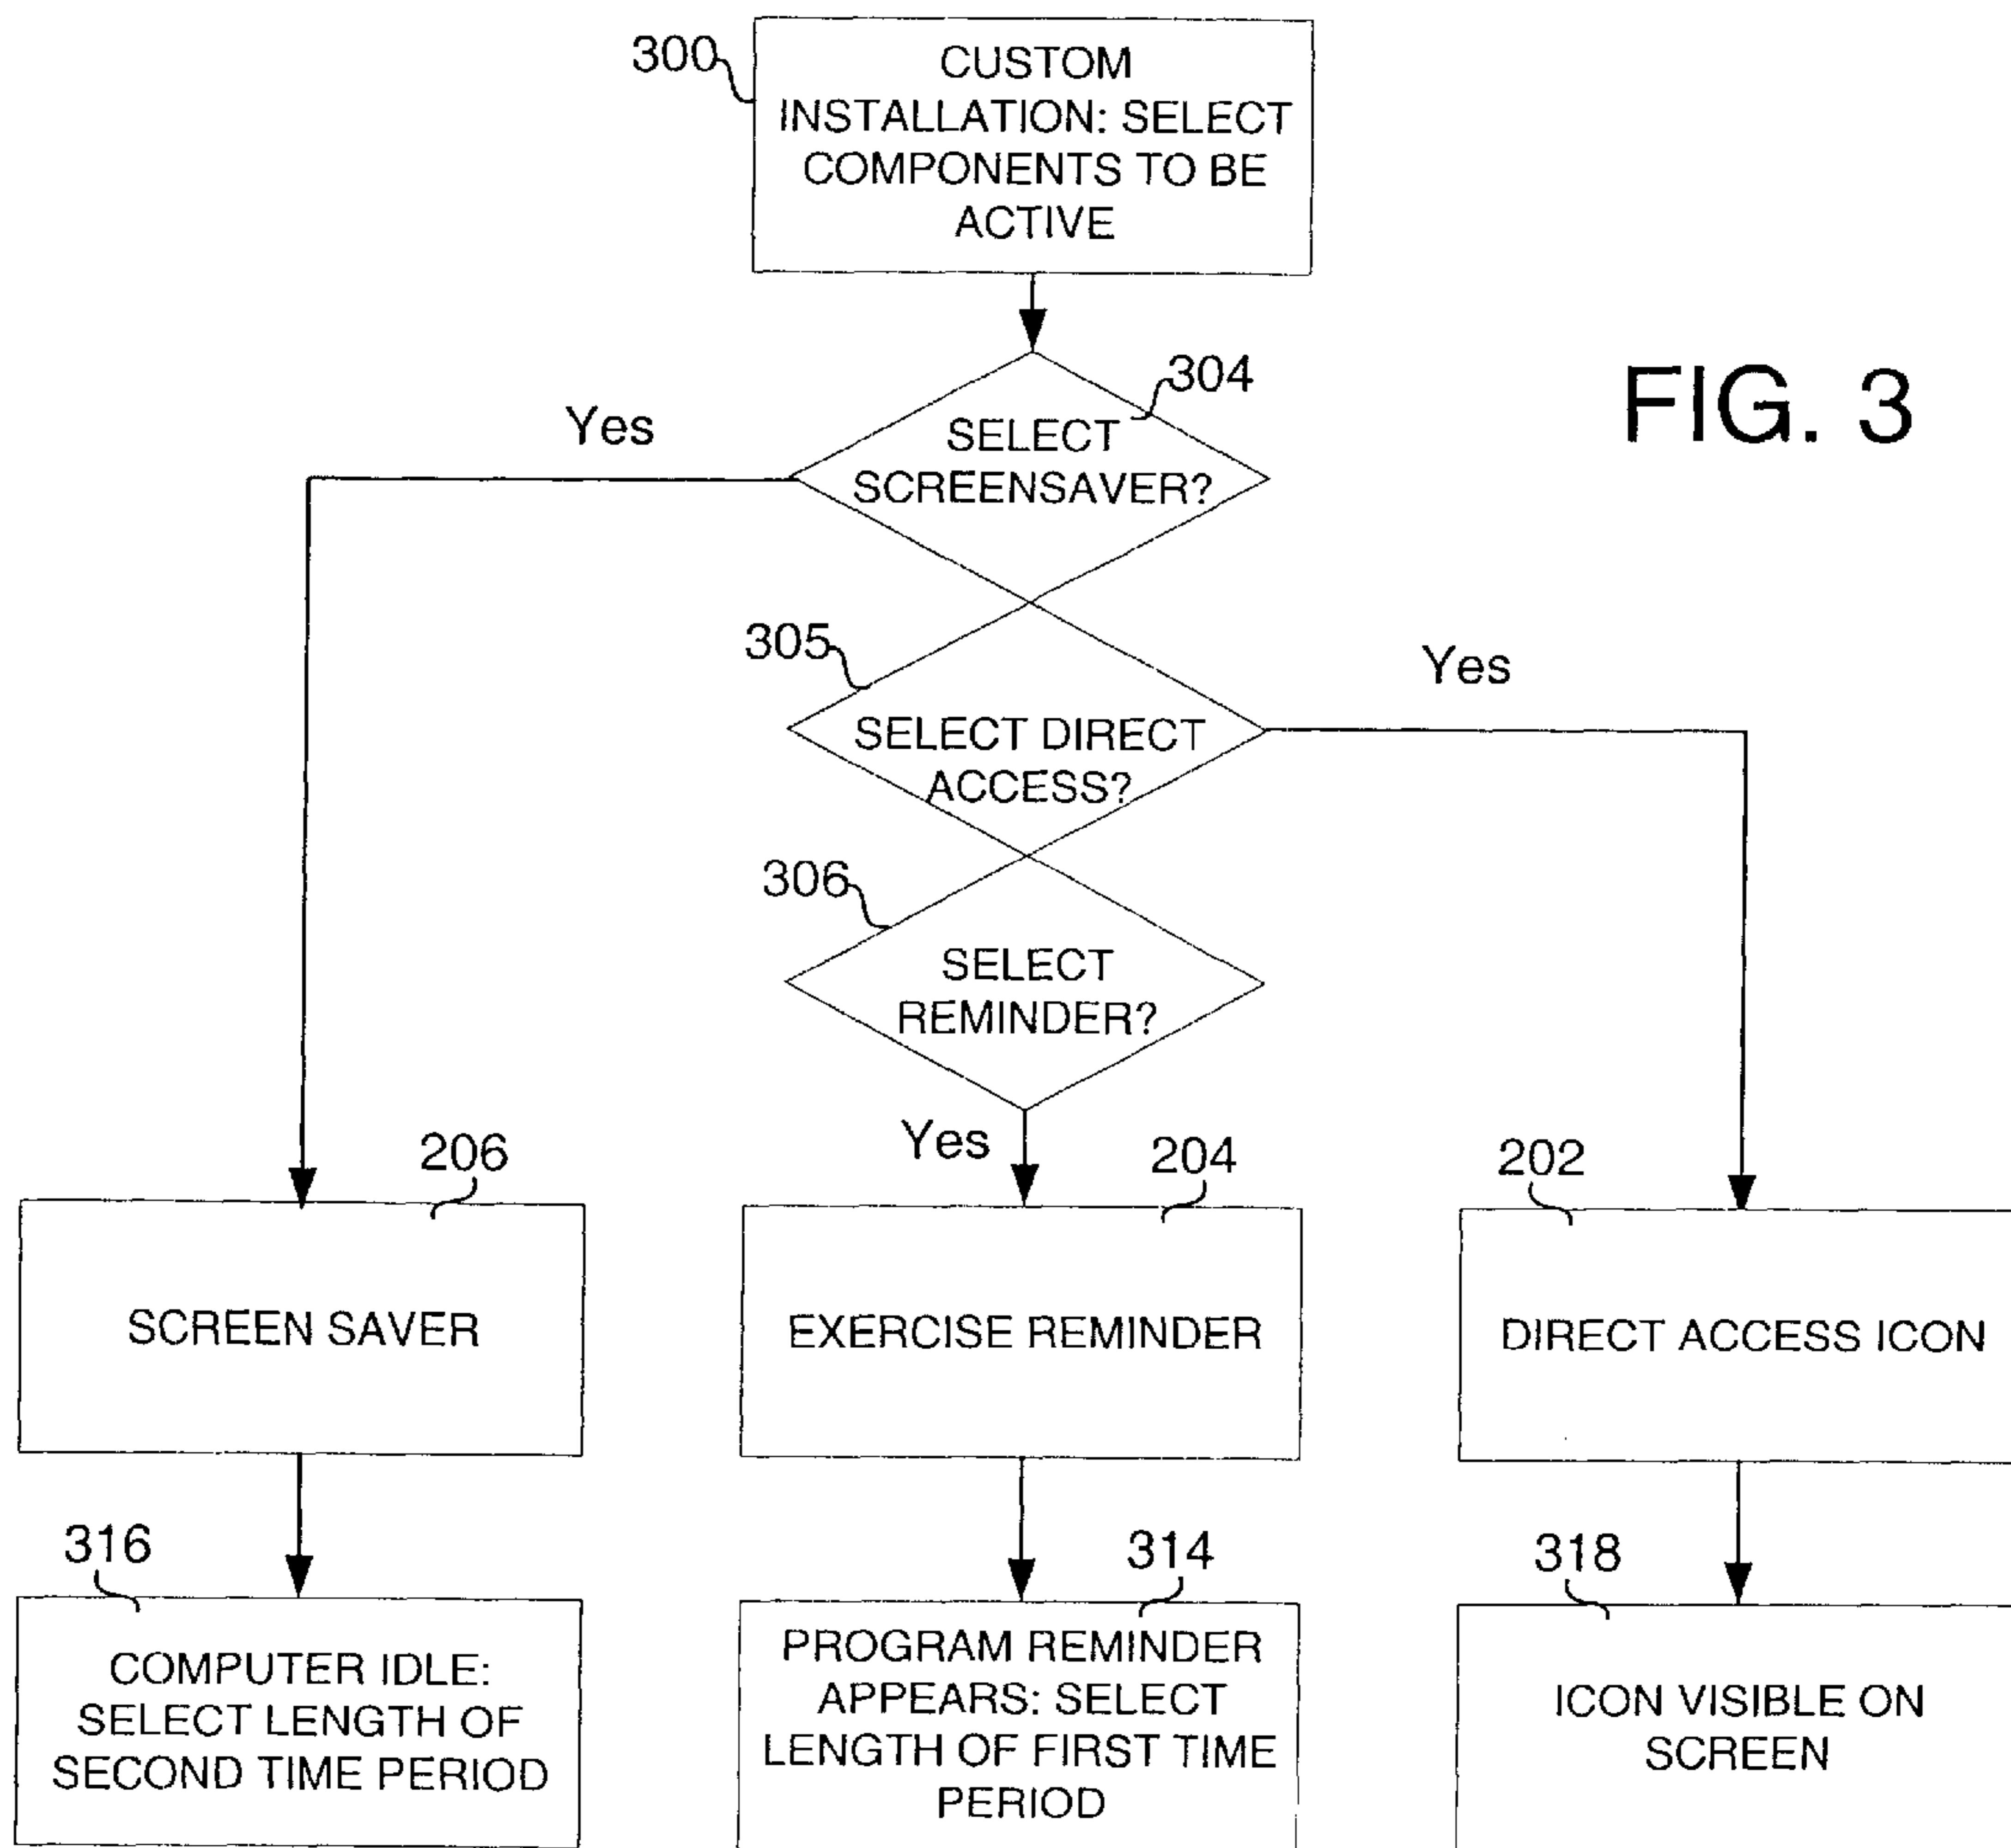 300
CUSTOM
INSTALLATION: SELECT
COMPONENTS TO BE
ACTIVE
304
FIG. 3
Yes
SELECT
SCREENSAVER?
305
Yes
SELECT DIRECT
ACCESS?
306
SELECT
REMINDER?
Yes
206
204
202
SCREEN SAVER
EXERCISE REMINDER
DIRECT ACCESS ICON
316
314
318
COMPUTER IDLE:
SELECT LENGTH OF
SECOND TIME PERIOD
PROGRAM REMINDER
APPEARS: SELECT
LENGTH OF FIRST TIME
PERIOD
ICON VISIBLE ON
SCREEN